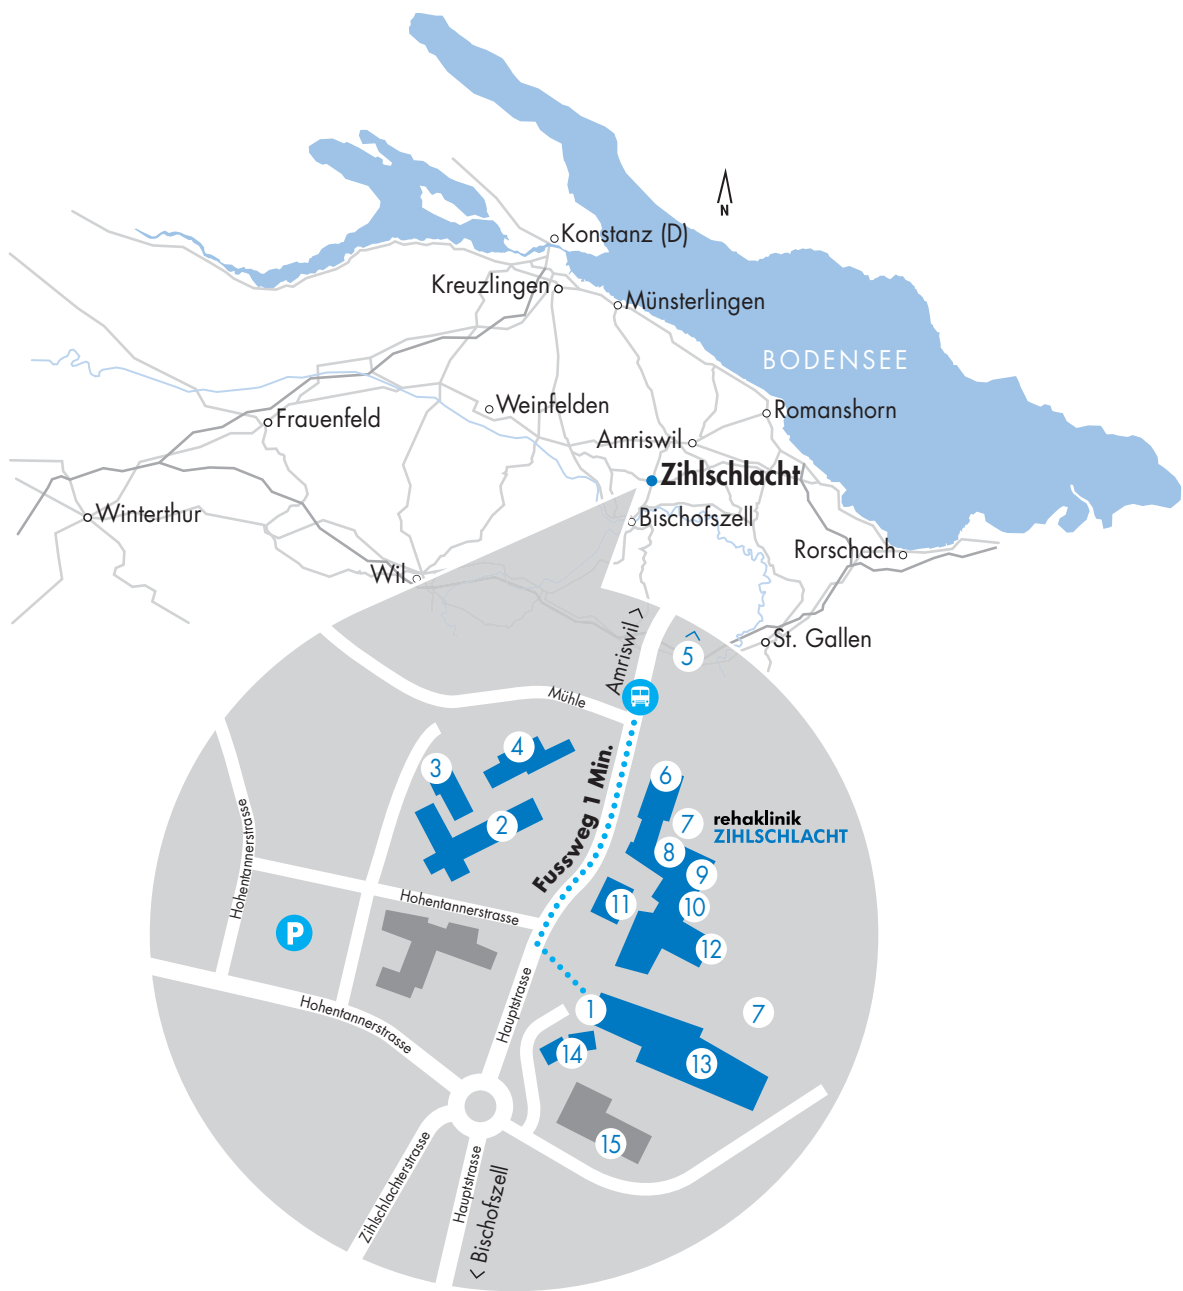 N
Konstanz (D)
Kreuzlingen
Münsterlingen
BODENSEE
Weinfelden
Romanshorn
Frauenfeld
Amriswil
Zihlschlacht
Winterthur
Bischofszell
Rorschach
Wil
St. Gallen
Amriswil >
5
Mühle
4
3
6
Fussweg 1 Min.
7
rehaklinik
ZIHLSCHLACHT
2
8
9
Hohentannerstrasse
11
10
Hohentannerstrasse
P
12
Hauptstrasse
1
7
Hohentannerstrasse
14
13
15
Zihlschlachterstrasse
Hauptstrasse
< Bischofszell